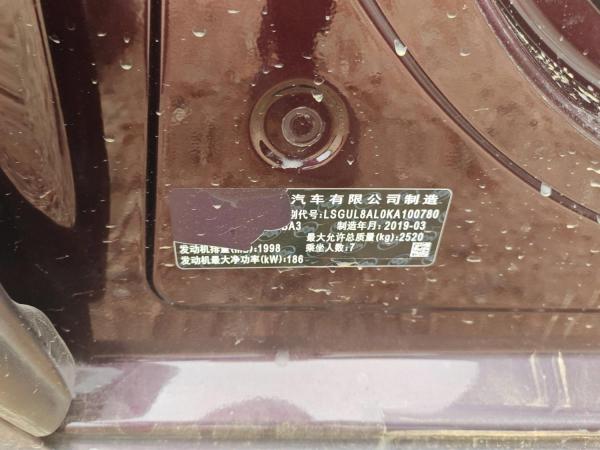 汽车有限公司制造
别代号:LSGUL8AL0KA100780
BA3 制造年月:2019-03
最大允许总质量(kg):2520
发动机排量(mL):1998 乘坐人数:7
发动机最大净功率(kW):186